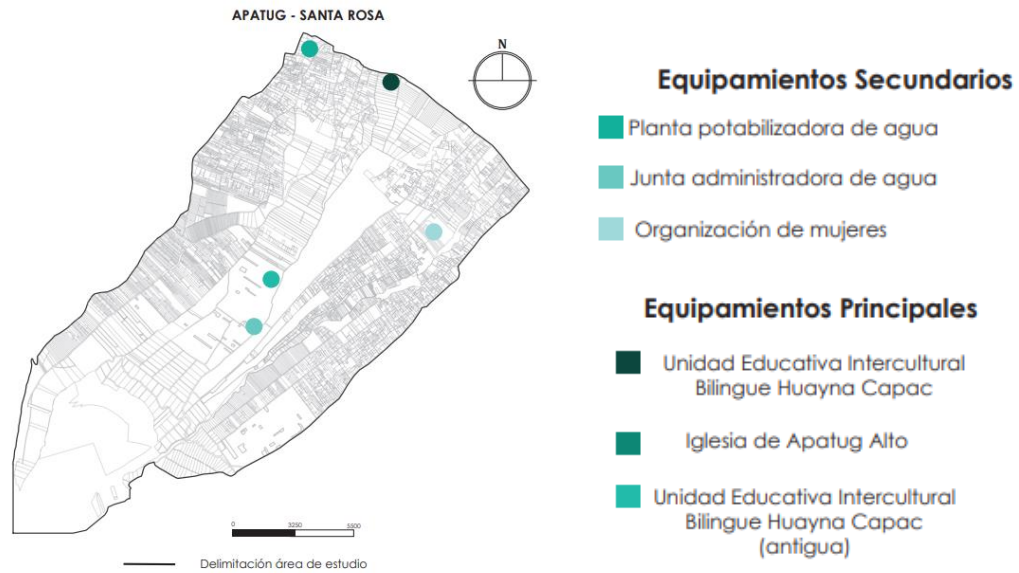 APATUG - SANTA ROSA
N
0
3250
5500
Delimitación área de estudio
Equipamientos Secundarios
Planta potabilizadora de agua
Junta administradora de agua
Organización de mujeres
Equipamientos Principales
Unidad Educativa Intercultural
Bilingue Huayna Capac
Iglesia de Apatug Alto
Unidad Educativa Intercultural
Bilingue Huayna Capac
(antigua)